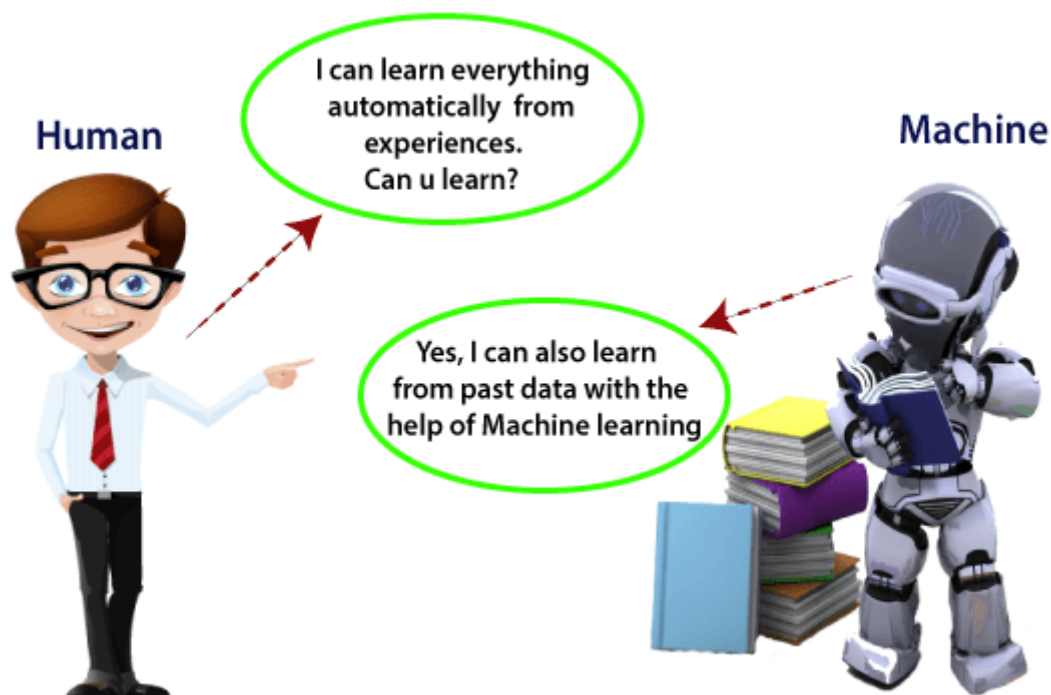 Human
I can learn everything
automatically from
experiences.
Can u learn?
Machine
Yes, I can also learn
from past data with the
help of Machine learning